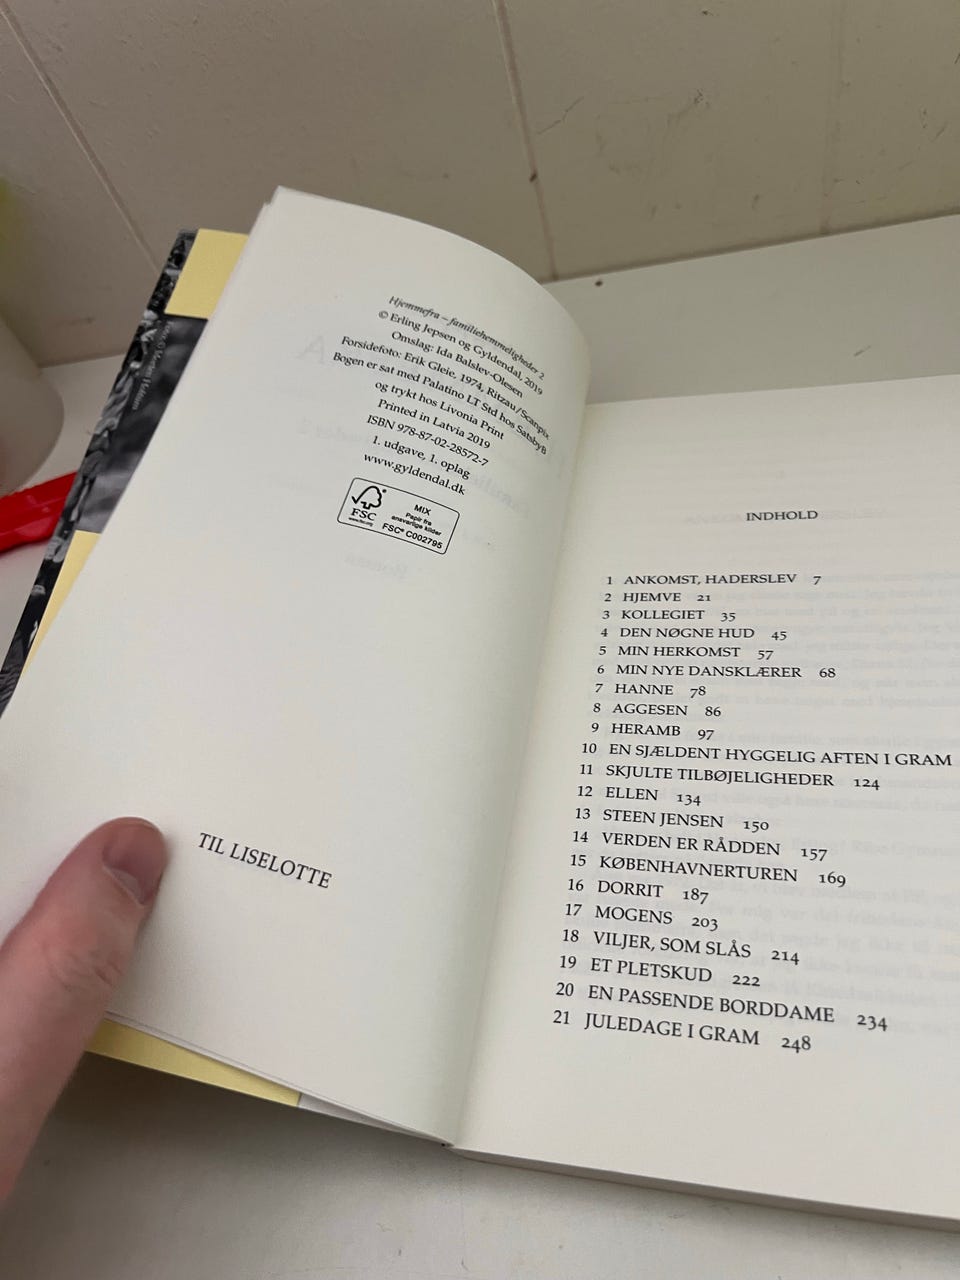 Hjemmefra – familiehemmeligheder 2
© Erling Jepsen og Gyldendal, 2019
Omslag: Ida Balslev-Olesen
Forsidefoto: Erik Gleie, 1974, Ritzau/Scanpix
Bogen er sat med Palatino LT Std hos SatsbyB
og trykt hos Livonia Print
Printed in Latvia 2019
ISBN 978-87-02-28572-7
1. udgave, 1. oplag
www.gyldendal.dk
FSC
www.fsc.org
MIX
Papir fra
ansvarlige kilder
FSC® C002795
TIL LISELOTTE
INDHOLD
1 ANKOMST, HADERSLEV 7
2 HJEMVE 21
3 KOLLEGIET 35
4 DEN NØGNE HUD 45
5 MIN HERKOMST 57
6 MIN NYE DANSKLÆRER 68
7 HANNE 78
8 AGGESEN 86
9 HERAMB 97
10 EN SJÆLDENT HYGGELIG AFTEN I GRAM
11 SKJULTE TILBØJELIGHEDER 124
12 ELLEN 134
13 STEEN JENSEN 150
14 VERDEN ER RÅDDEN 157
15 KØBENHAVNERTUREN 169
16 DORRIT 187
17 MOGENS 203
18 VILJER, SOM SLÅS 214
19 ET PLETSKUD 222
20 EN PASSENDE BORDDAME 234
21 JULEDAGE I GRAM 248